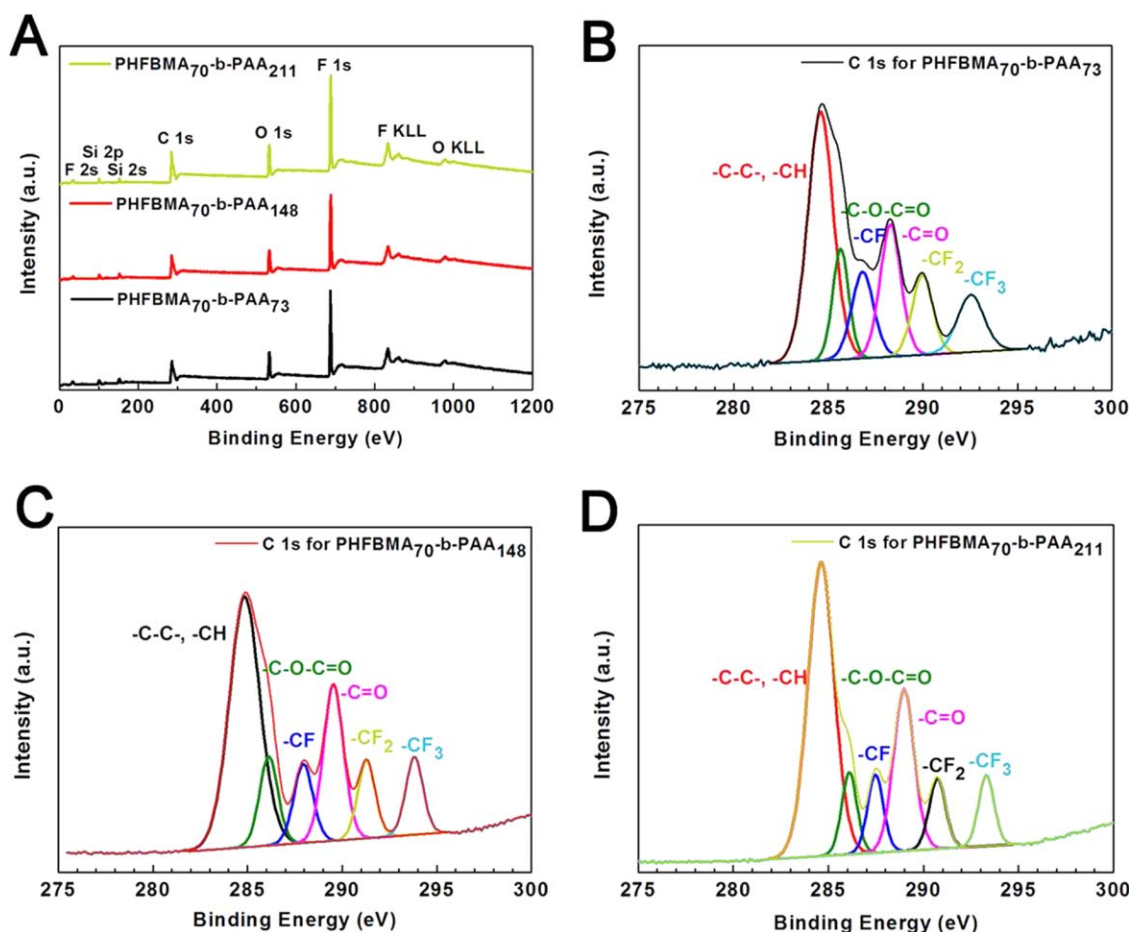 A
Intensity (a.u.)
PHFBMA70-b-PAA211
F 1s
C 1s
O 1s
F KLL
O KLL
Si 2p
F 2s Si 2s
PHFBMA70-b-PAA148
PHFBMA70-b-PAA73
0 200 400 600 800 1000 1200
Binding Energy (eV)
B
Intensity (a.u.)
C 1s for PHFBMA70-b-PAA73
-C-C-, -CH
-C-O-C=O
-CF
-C=O
-CF2
-CF3
275 280 285 290 295 300
Binding Energy (eV)
C
Intensity (a.u.)
C 1s for PHFBMA70-b-PAA148
-C-C-, -CH
-C-O-C=O
-C=O
-CF
-CF2
-CF3
275 280 285 290 295 300
Binding Energy (eV)
D
Intensity (a.u.)
C 1s for PHFBMA70-b-PAA211
-C-C-, -CH
-C-O-C=O
-C=O
-CF
-CF2
-CF3
275 280 285 290 295 300
Binding Energy (eV)